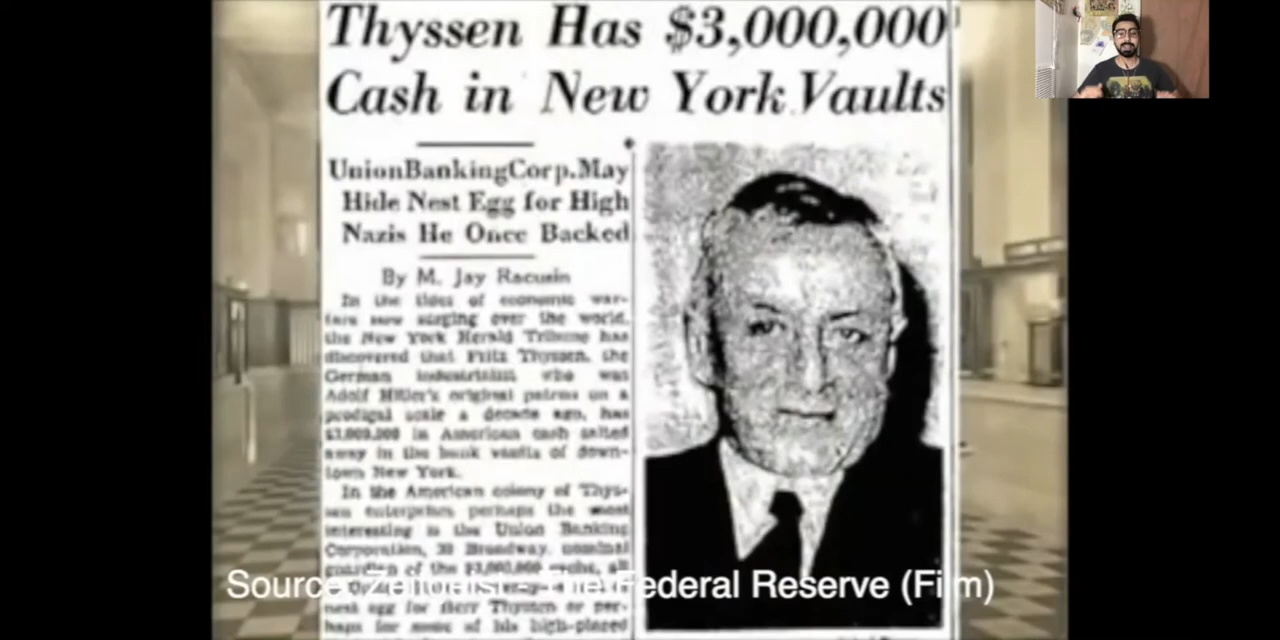 Thyssen Has $3,000,000
Cash in New York Vaults
UnionBankingCorp.May
Hide Nest Egg for High
Nazis He Once Backed
By M. Jay Racusin
In the tides of economic war-
fare now surging over the world,
the New York Herald Tribune has
discovered that Fritz Thyssen, the
German industrialist who was
Adolf Hitler's original patron on a
prodigal scale a decade ago, has
$3,000,000 in American cash salted
away in the bank vaults of down-
town New York.
In the American colony of Thys-
sen enterprises perhaps the most
interesting is the Union Banking
Corporation, 39 Broadway, nominal
guardian of the $3,000,000
nest egg for Herr Thyssen or per-
haps for some of his high-placed
Source: Zeitgeist - The Federal Reserve (Film)